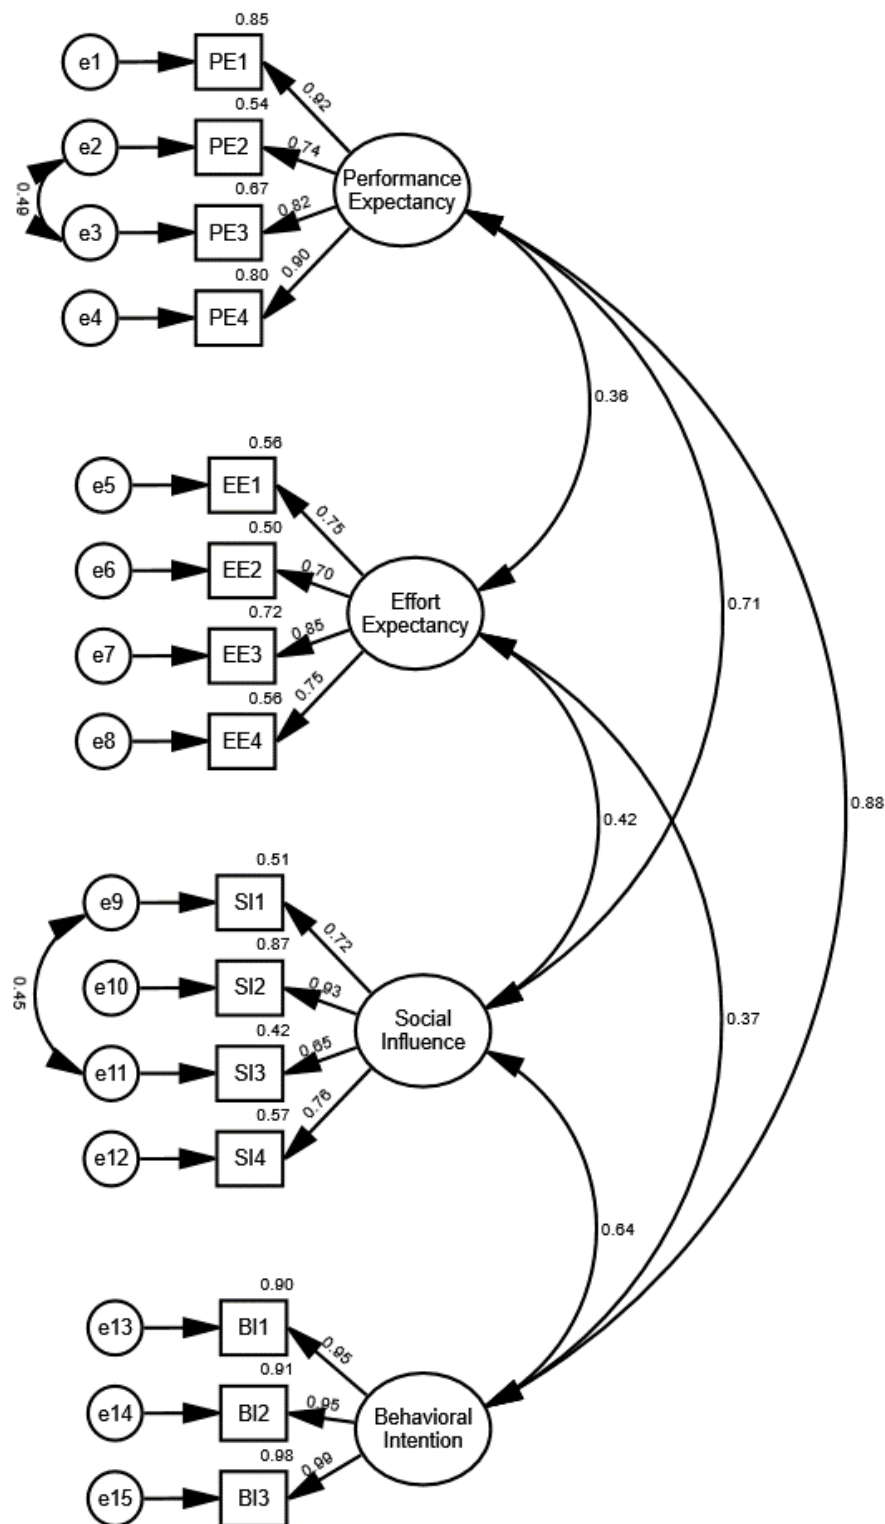 0.85
e1
PE1
0.92
0.54
e2
PE2
0.74
0.49
0.67
e3
PE3
0.82
0.80
e4
PE4
0.90
Performance
Expectancy
0.36
0.71
0.88
0.56
e5
EE1
0.75
0.50
e6
EE2
0.70
0.72
e7
EE3
0.85
0.56
e8
EE4
0.75
Effort
Expectancy
0.42
0.37
0.51
e9
SI1
0.72
0.87
e10
SI2
0.93
0.45
0.42
e11
SI3
0.65
0.57
e12
SI4
0.76
Social
Influence
0.64
0.90
e13
BI1
0.95
0.91
e14
BI2
0.95
0.98
e15
BI3
0.99
Behavioral
Intention